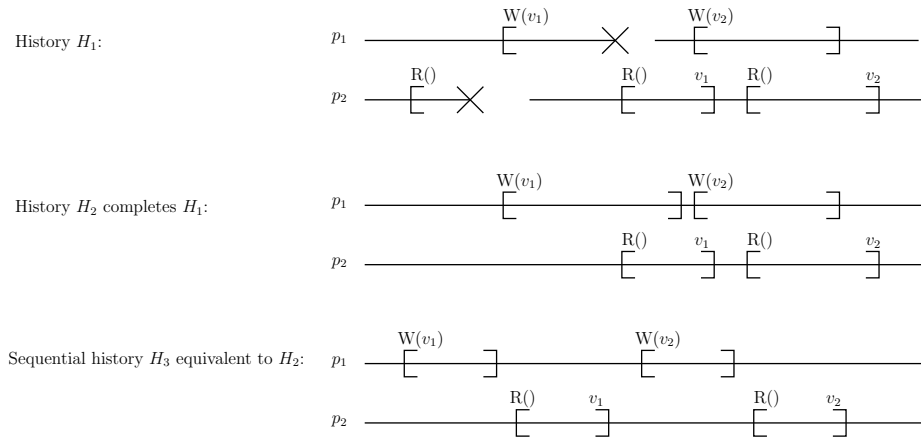 W(v₁) W(v₂)
History H₁: p₁
R() R() v₁ R() v₂
p₂
W(v₁) W(v₂)
History H₂ completes H₁: p₁
R() v₁ R() v₂
p₂
W(v₁) W(v₂)
Sequential history H₃ equivalent to H₂: p₁
R() v₁ R() v₂
p₂